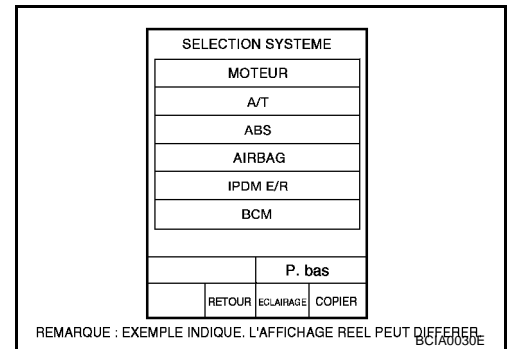 SELECTION SYSTEME
MOTEUR
A/T
ABS
AIRBAG
IPDM E/R
BCM
P. bas
RETOUR ECLAIRAGE COPIER
REMARQUE : EXEMPLE INDIQUE. L'AFFICHAGE REEL PEUT DIFFERER.
BCIA0030E